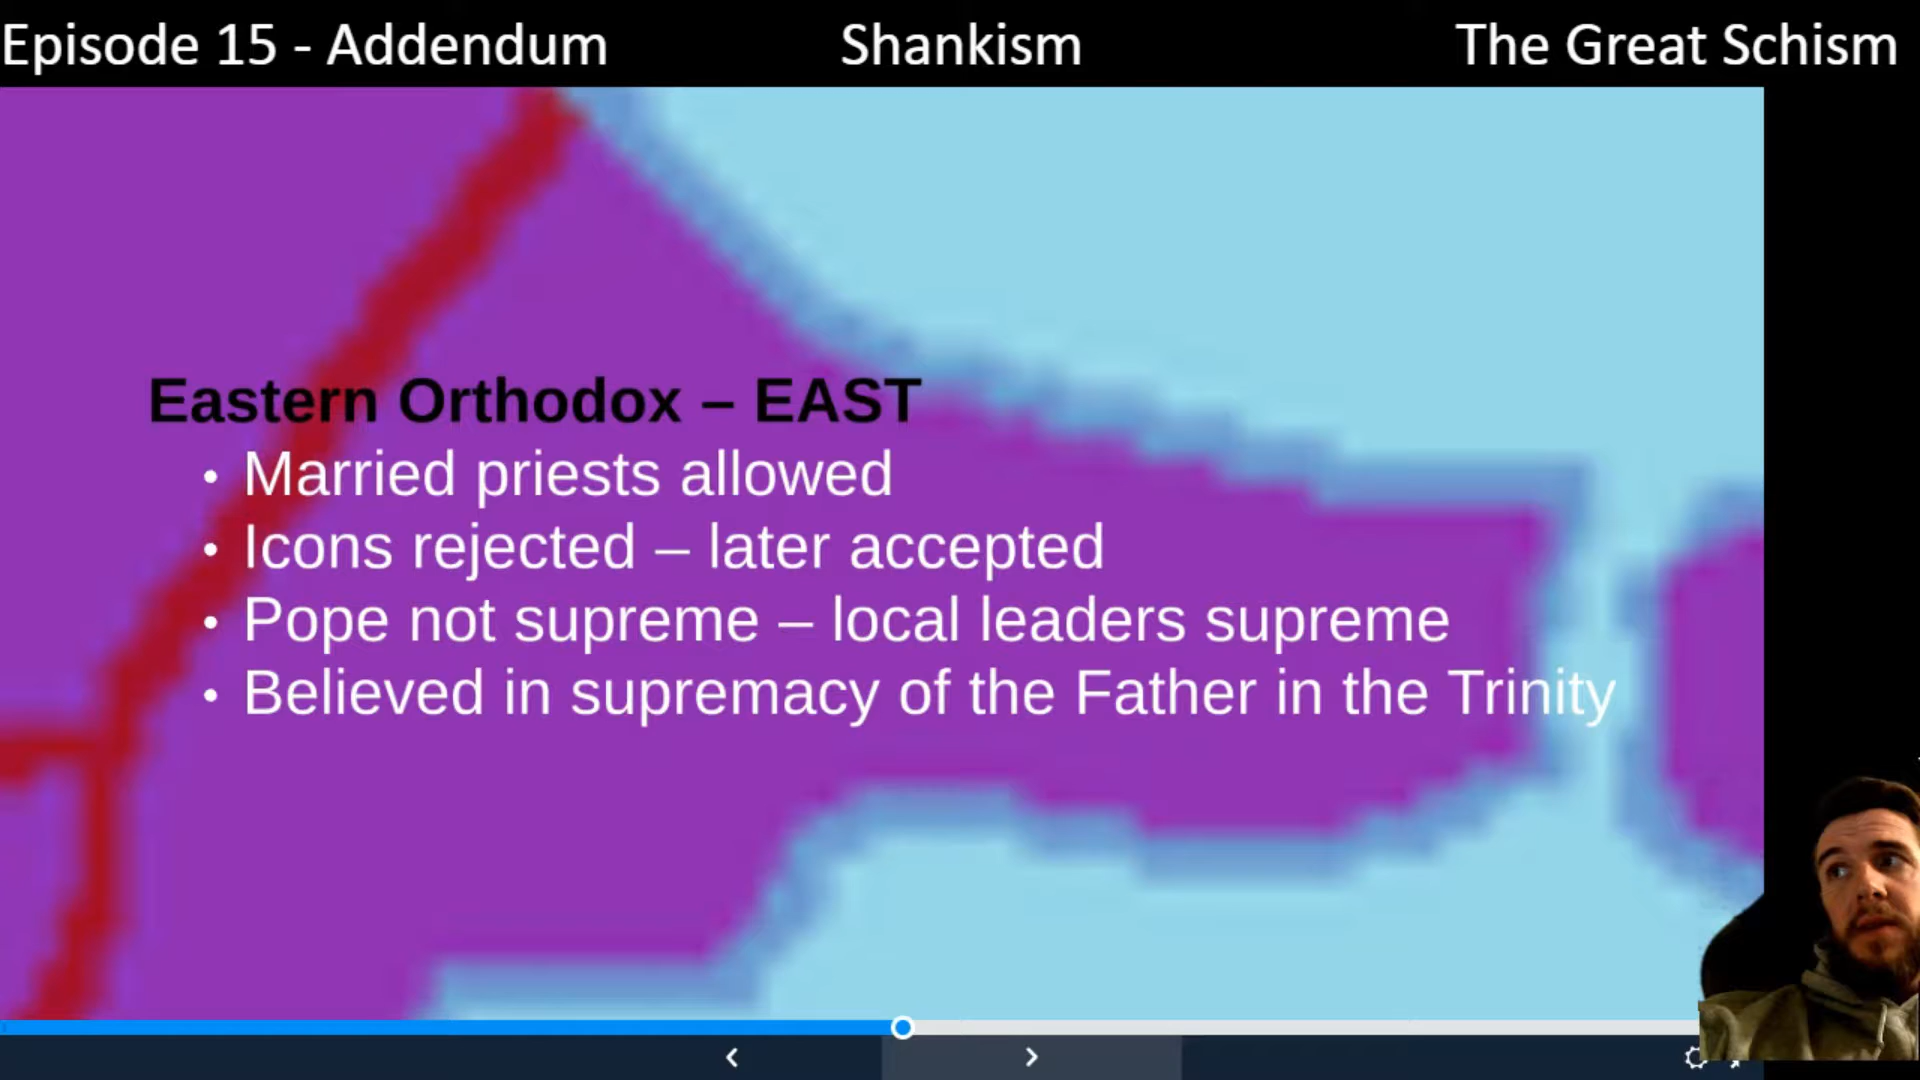 Episode 15 - Addendum
Shankism
The Great Schism
Eastern Orthodox – EAST
• Married priests allowed
• Icons rejected – later accepted
• Pope not supreme – local leaders supreme
• Believed in supremacy of the Father in the Trinity